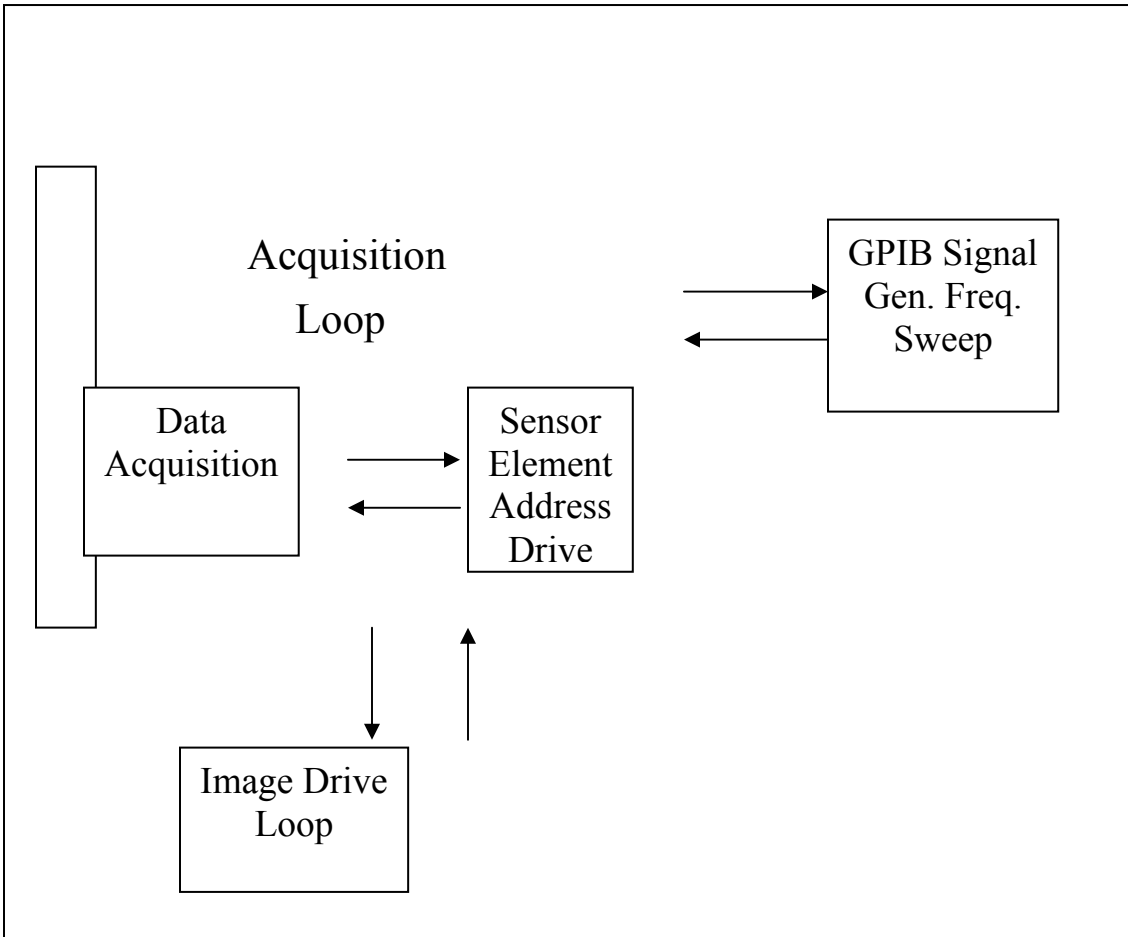 Acquisition
Loop
GPIB Signal
Gen. Freq.
Sweep
Data
Acquisition
Sensor
Element
Address
Drive
Image Drive
Loop